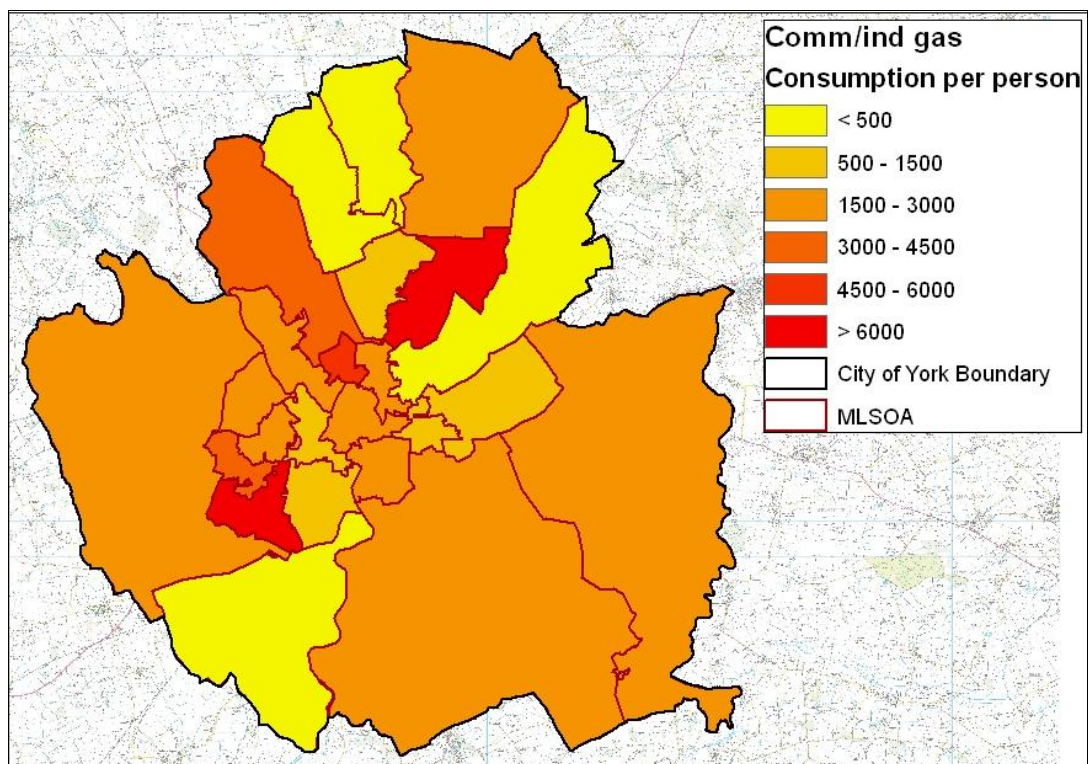 Comm/ind gas
Consumption per person
< 500
500 - 1500
1500 - 3000
3000 - 4500
4500 - 6000
> 6000
City of York Boundary
MLSOA